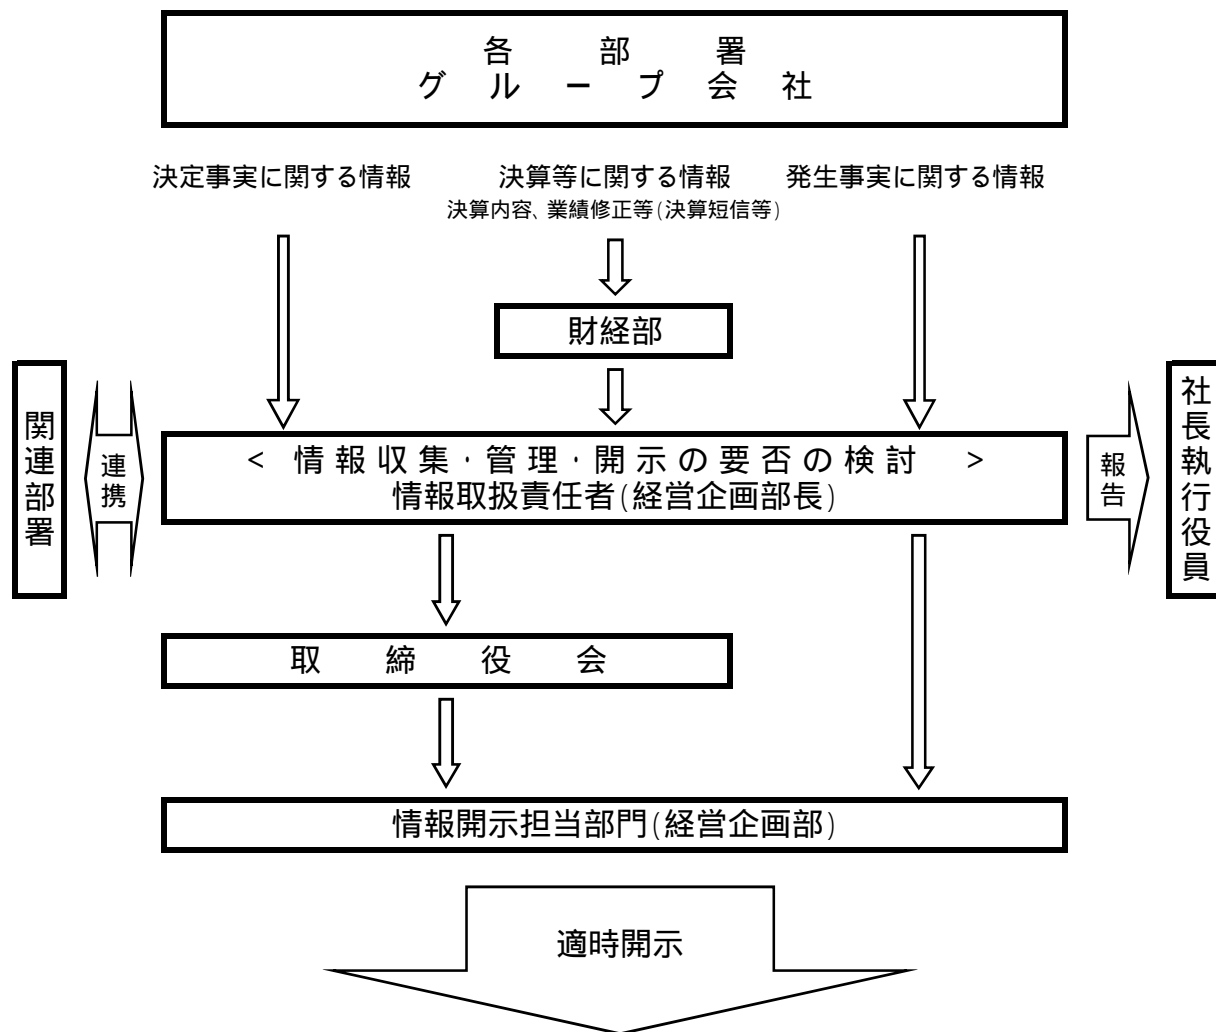 各部署
グループ会社
決定事実に関する情報
決算等に関する情報
発生事実に関する情報
決算内容、業績修正等(決算短信等)
財経部
関連部署
連携
< 情報収集・管理・開示の要否の検討 >
情報取扱責任者(経営企画部長)
報告
社長執行役員
取締役会
情報開示担当部門(経営企画部)
適時開示